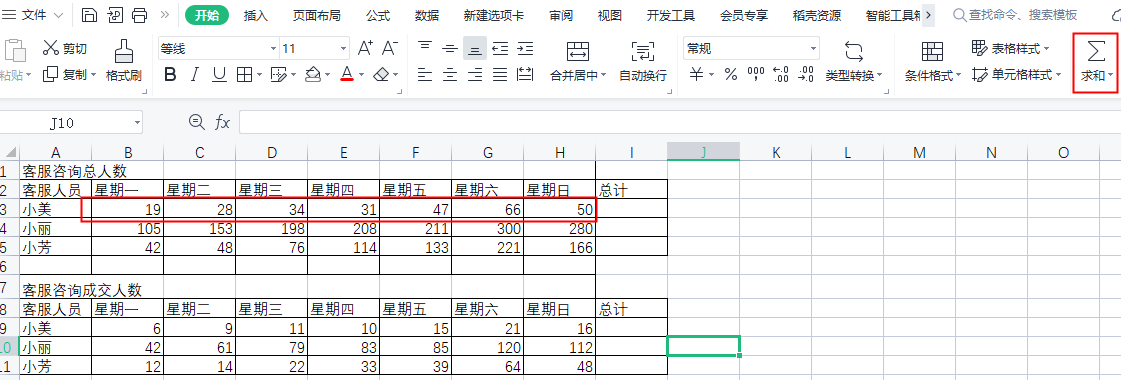 文件 开始 插入 页面布局 公式 数据 新建选项卡 审阅 视图 开发工具 会员专享 稻壳资源 智能工具箱 查找命令、搜索模板
剪切 等线 11 A+ A- 常规 表格样式
粘贴 复制 格式刷 B I U A 合并居中 自动换行 ¥ % 000 ←.0 .00 .00 →.0 类型转换 条件格式 单元格样式 求和
J10 fx
A B C D E F G H I J K L M N O
1 客服咨询总人数
2 客服人员 星期一 星期二 星期三 星期四 星期五 星期六 星期日 总计
3 小美 19 28 34 31 47 66 50
4 小丽 105 153 198 208 211 300 280
5 小芳 42 48 76 114 133 221 166
6
7 客服咨询成交人数
8 客服人员 星期一 星期二 星期三 星期四 星期五 星期六 星期日 总计
9 小美 6 9 11 10 15 21 16
10 小丽 42 61 79 83 85 120 112
11 小芳 12 14 22 33 39 64 48